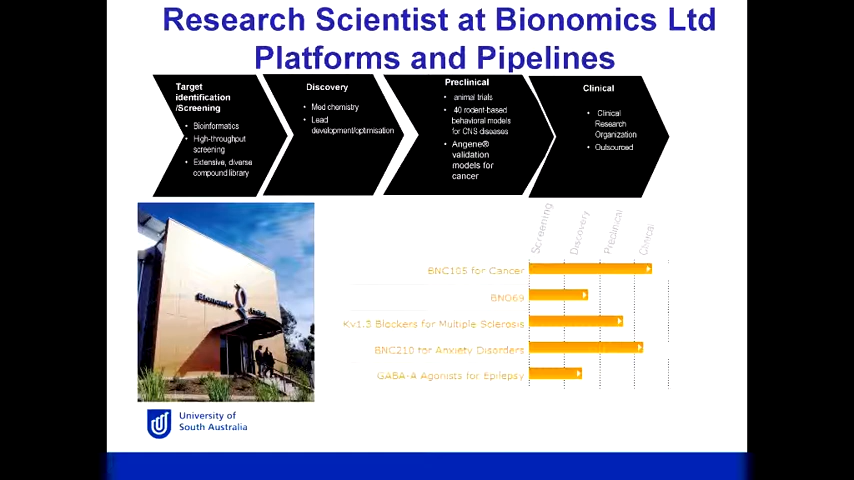 Research Scientist at Bionomics Ltd
Platforms and Pipelines
Target
identification
/Screening
• Bioinformatics
• High-throughput
screening
• Extensive, diverse
compound library
Discovery
• Med chemistry
• Lead
development/optimisation
Preclinical
• animal trials
• 40 rodent-based
behavioral models
for CNS diseases
• Angene®
validation
models for
cancer
Clinical
• Clinical
Research
Organization
• Outsourced
Bionomics
Screening
Discovery
Preclinical
Clinical
BNC105 for Cancer
BNO69
Kv1.3 Blockers for Multiple Sclerosis
BNC210 for Anxiety Disorders
GABA-A Agonists for Epilepsy
University of
South Australia